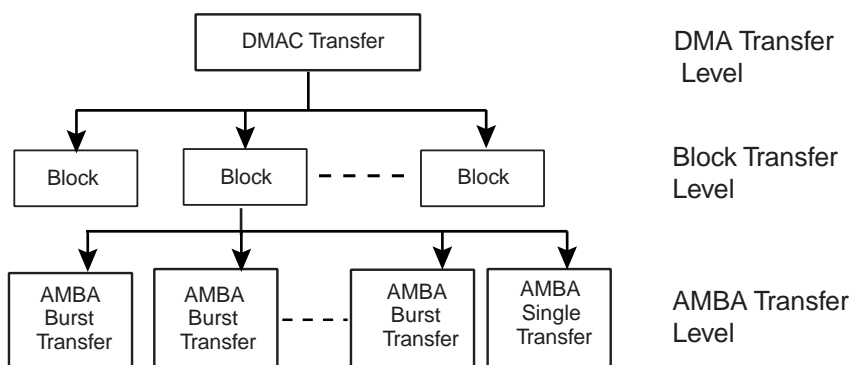 DMAC Transfer
DMA Transfer
Level
Block
Block
Block
Block Transfer
Level
AMBA
Burst
Transfer
AMBA
Burst
Transfer
AMBA
Burst
Transfer
AMBA
Single
Transfer
AMBA Transfer
Level